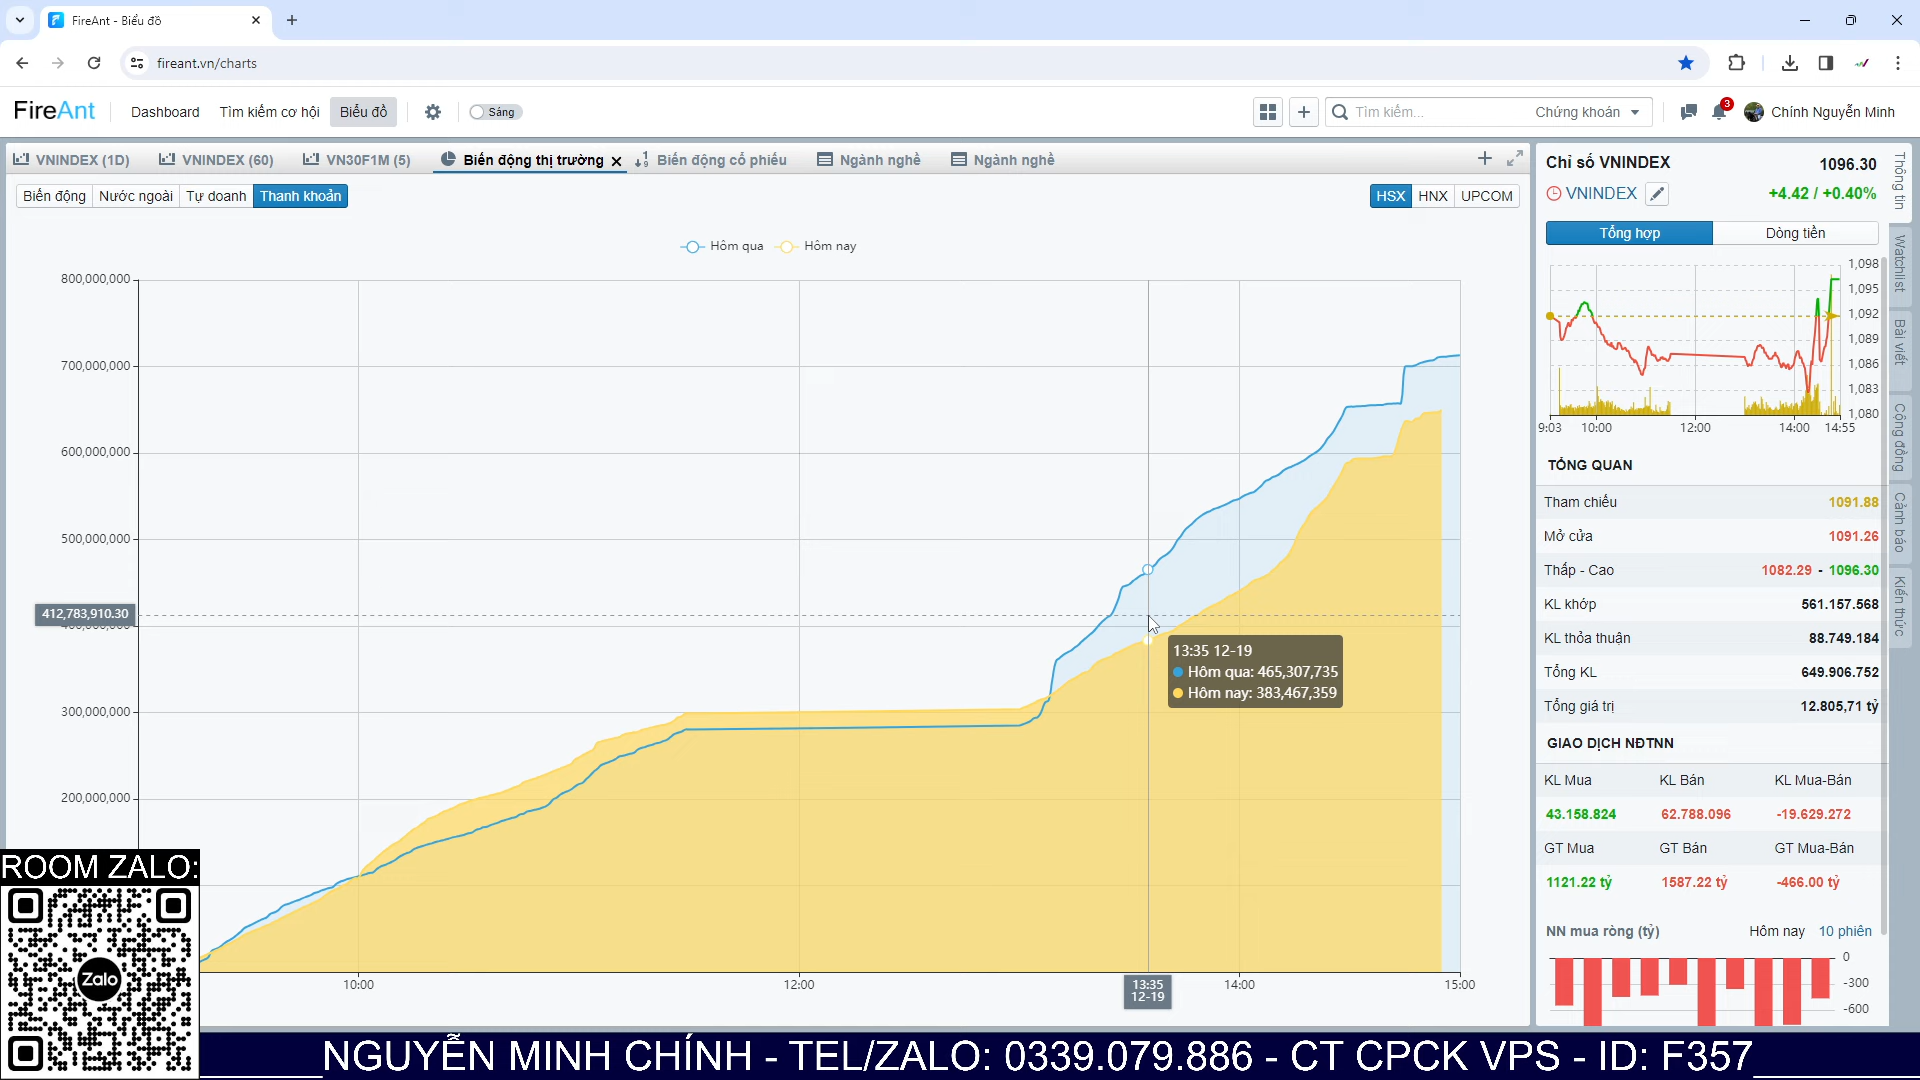 FireAnt - Biểu đồ
fireant.vn/charts
FireAnt
Dashboard
Tìm kiếm cơ hội
Biểu đồ
Sáng
Tìm kiếm...
Chứng khoán
3
Chính Nguyễn Minh
VNINDEX (1D)
VNINDEX (60)
VN30F1M (5)
Biến động thị trường
Biến động cổ phiếu
Ngành nghề
Ngành nghề
Biến động
Nước ngoài
Tự doanh
Thanh khoản
HSX
HNX
UPCOM
Hôm qua
Hôm nay
800,000,000
700,000,000
600,000,000
500,000,000
412,783,910.30
400,000,000
300,000,000
200,000,000
13:35 12-19
Hôm qua: 465,307,735
Hôm nay: 383,467,359
10:00
12:00
13:35
12-19
14:00
15:00
Chỉ số VNINDEX
1096.30
VNINDEX
+4.42 / +0.40%
Tổng hợp
Dòng tiền
1,098
1,095
1,092
1,089
1,086
1,083
1,080
9:03
10:00
12:00
14:00
14:55
TỔNG QUAN
Tham chiếu 1091.88
Mở cửa 1091.26
Thấp - Cao 1082.29 - 1096.30
KL khớp 561.157.568
KL thỏa thuận 88.749.184
Tổng KL 649.906.752
Tổng giá trị 12.805,71 tỷ
GIAO DỊCH NĐTNN
KL Mua KL Bán KL Mua-Bán
43.158.824 62.788.096 -19.629.272
GT Mua GT Bán GT Mua-Bán
1121.22 tỷ 1587.22 tỷ -466.00 tỷ
NN mua ròng (tỷ) Hôm nay 10 phiên
0
-300
-600
Thông tin
Watchlist
Bài viết
Cộng đồng
Cảnh báo
Kiến thức
ROOM ZALO:
Zalo
NGUYỄN MINH CHÍNH - TEL/ZALO: 0339.079.886 - CT CPCK VPS - ID: F357